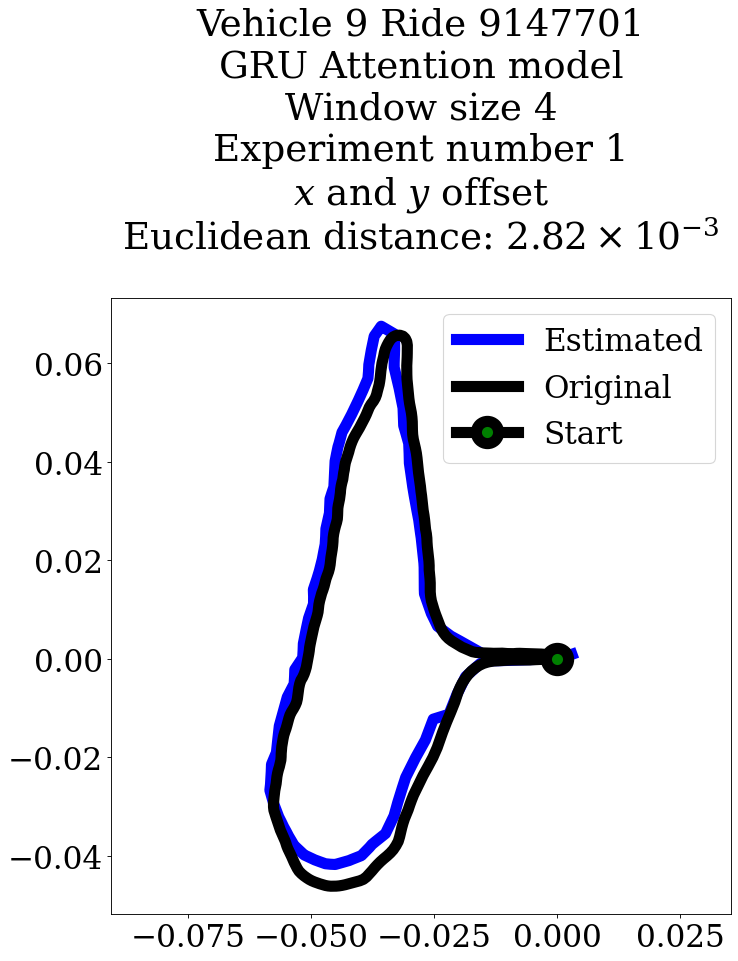 Vehicle 9 Ride 9147701
GRU Attention model
Window size 4
Experiment number 1
x and y offset
Euclidean distance: 2.82 × 10⁻³
Estimated
Original
Start
0.06
0.04
0.02
0.00
−0.02
−0.04
−0.075 −0.050 −0.025 0.000 0.025